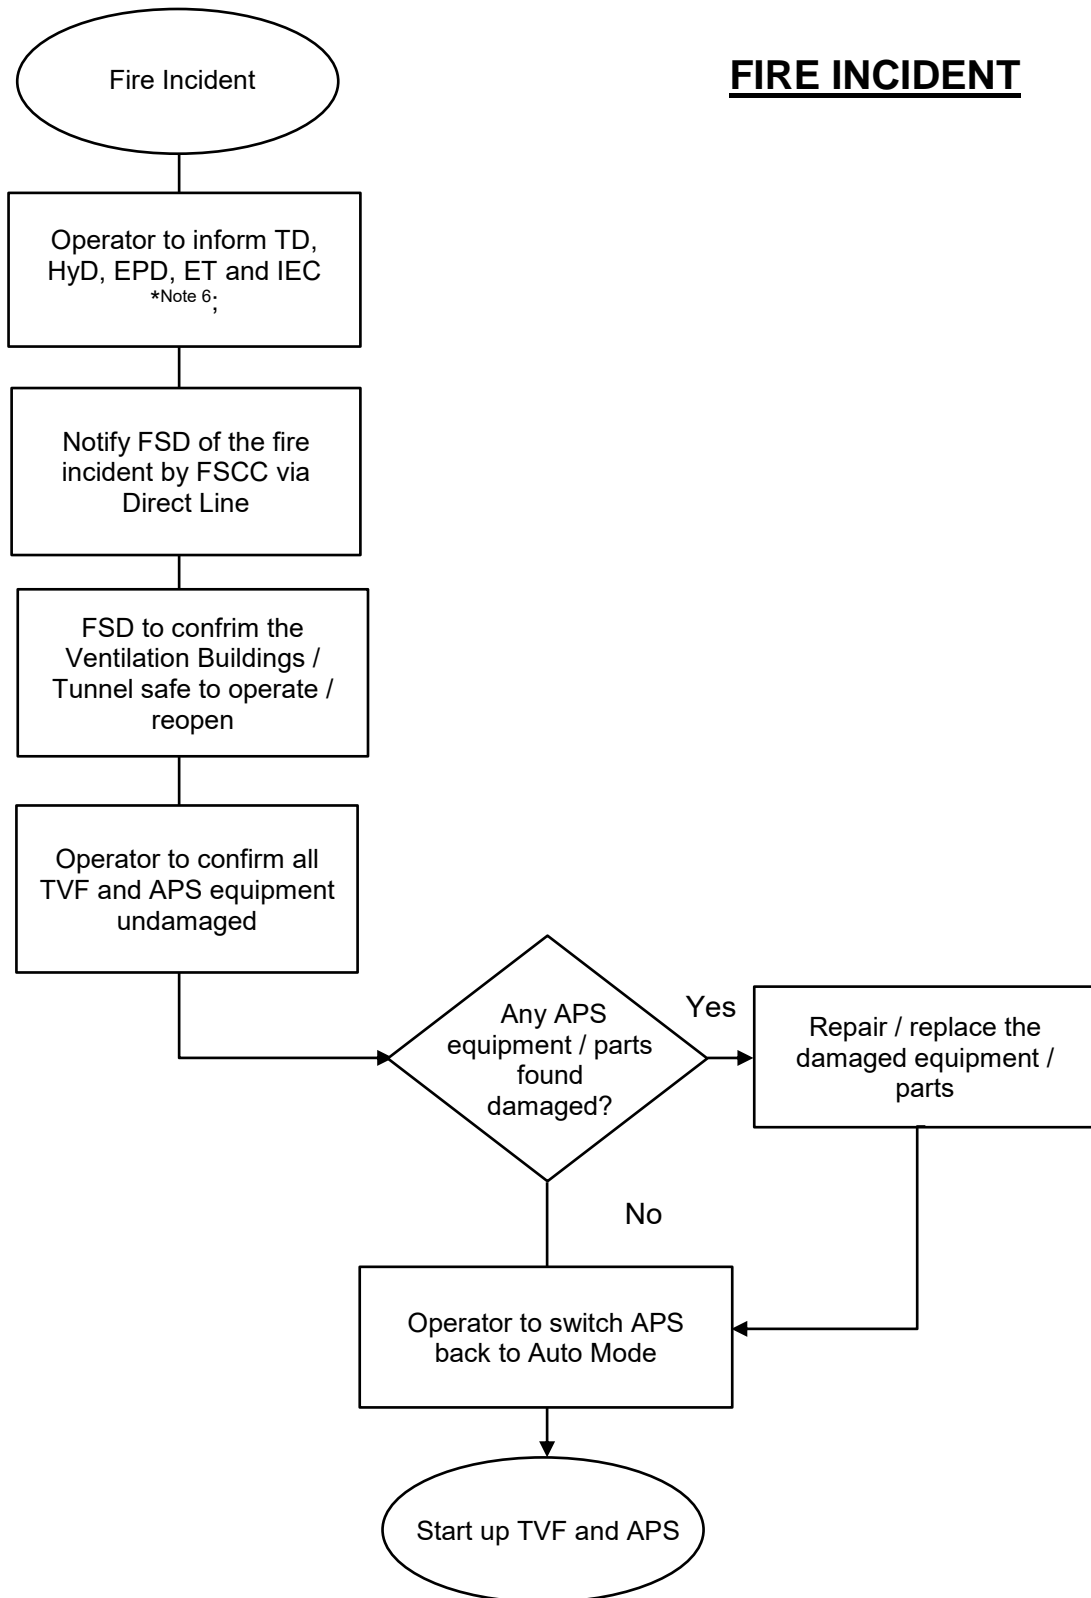 FIRE INCIDENT
Fire Incident
Operator to inform TD,
HyD, EPD, ET and IEC
*Note 6;
Notify FSD of the fire
incident by FSCC via
Direct Line
FSD to confrim the
Ventilation Buildings /
Tunnel safe to operate /
reopen
Operator to confirm all
TVF and APS equipment
undamaged
Any APS
equipment / parts
found
damaged?
Yes
Repair / replace the
damaged equipment /
parts
No
Operator to switch APS
back to Auto Mode
Start up TVF and APS